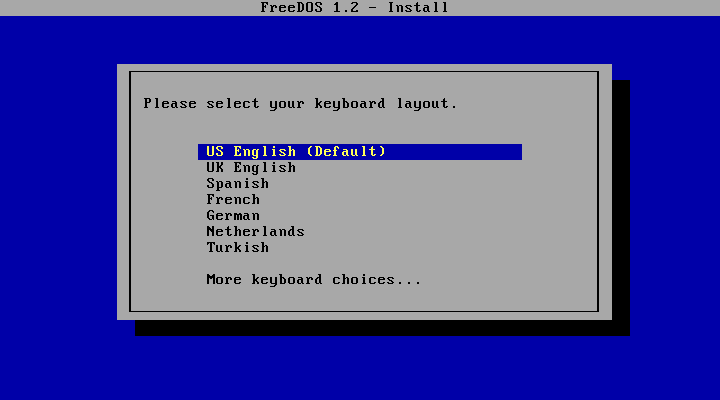 FreeDOS 1.2 - Install
Please select your keyboard layout.
US English (Default)
UK English
Spanish
French
German
Netherlands
Turkish
More keyboard choices...